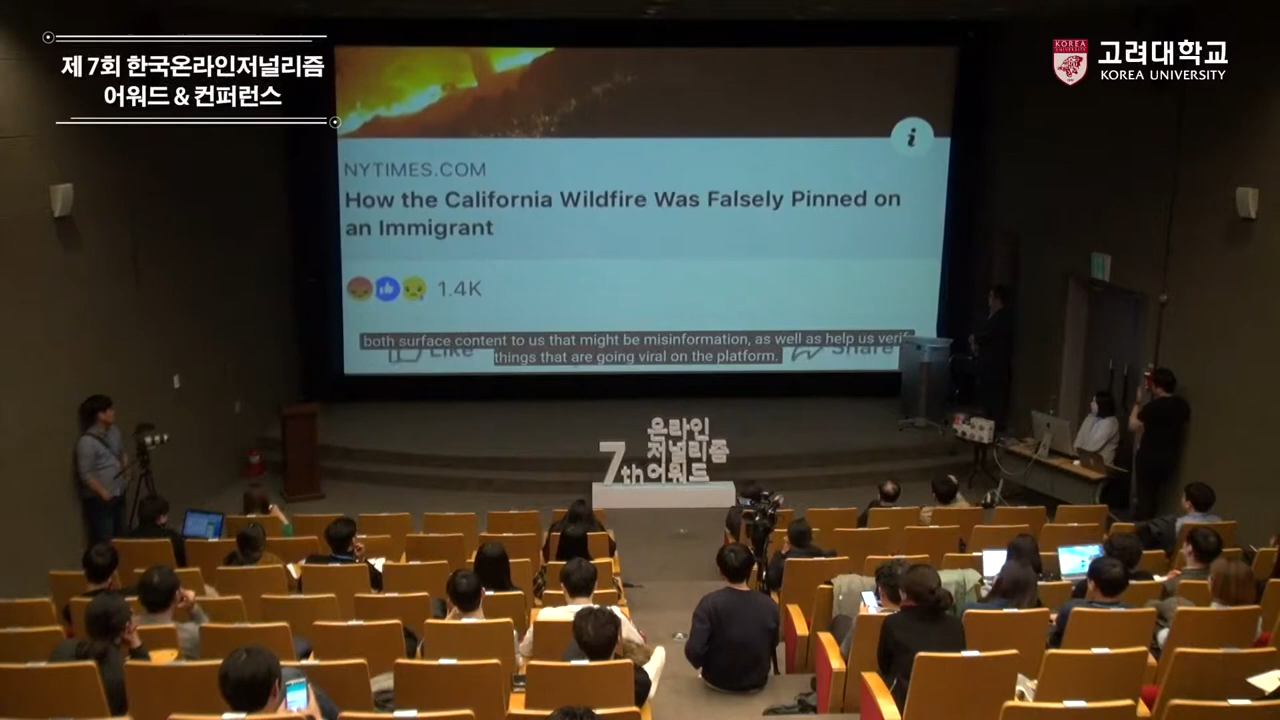 제 7회 한국온라인저널리즘
어워드 & 컨퍼런스
KOREA
고려대학교
KOREA UNIVERSITY
i
NYTIMES.COM
How the California Wildfire Was Falsely Pinned on
an Immigrant
1.4K
both surface content to us that might be misinformation, as well as help us verify
things that are going viral on the platform.
Like
Share
7th 온라인
저널리즘
어워드